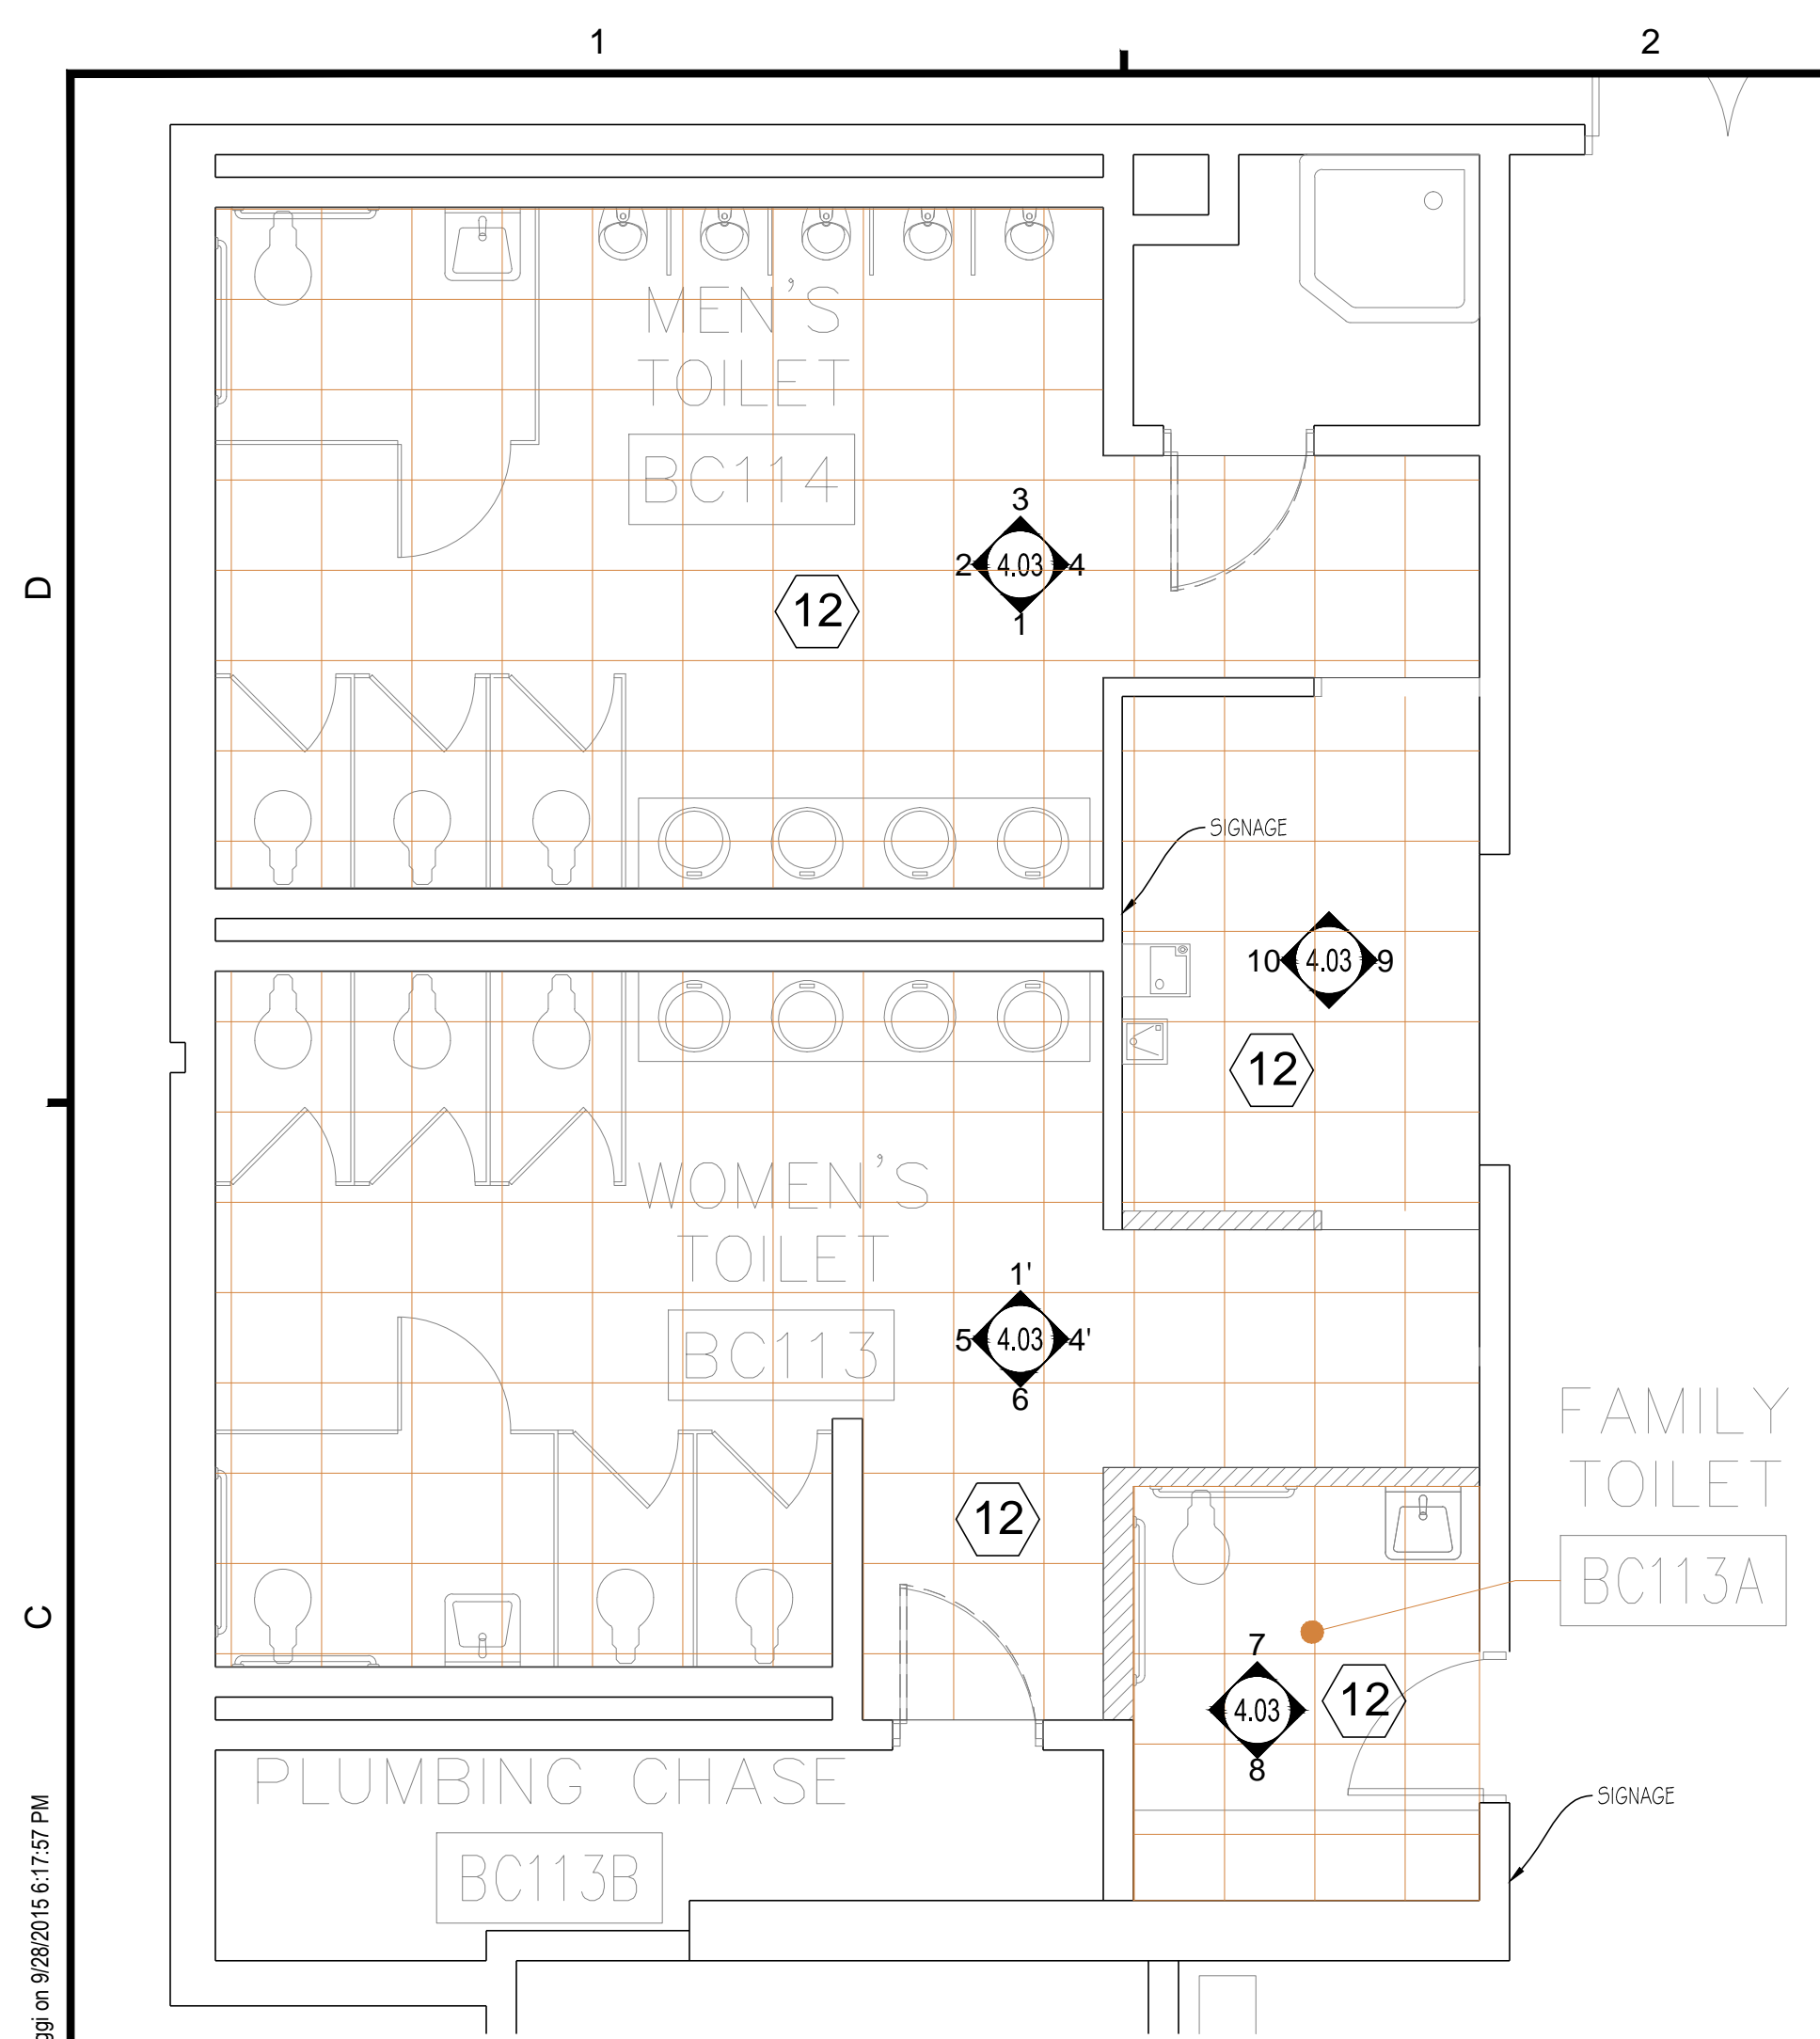 1
2
MEN'S
TOILET
BC114
3
2 4.03 4
1
12
D
SIGNAGE
10 4.03 9
12
WOMEN'S
TOILET
BC113
1'
5 4.03 4'
6
12
FAMILY
TOILET
BC113A
7
4.03
8
12
C
PLUMBING CHASE
BC113B
SIGNAGE
on 9/28/2015 6:17:57 PM